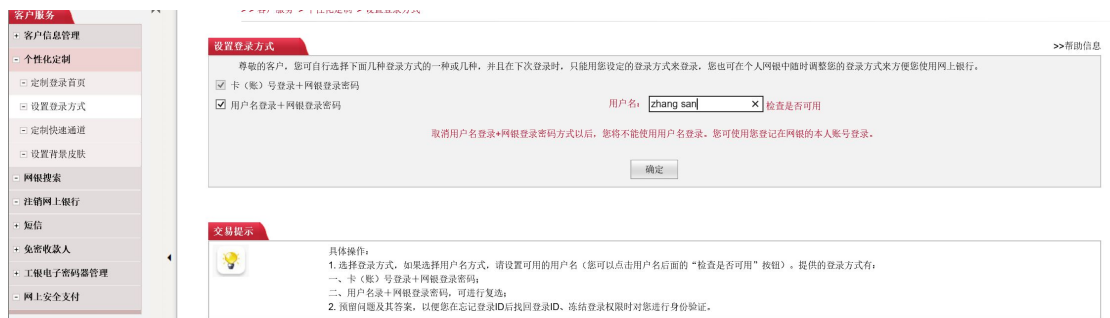 客户服务
+ 客户信息管理
- 个性化定制
- 定制登录首页
- 设置登录方式
- 定制快速通道
- 设置背景皮肤
- 网银搜索
- 注销网上银行
+ 短信
+ 免密收款人
+ 工银电子密码器管理
- 网上安全支付
>> 客户服务 > 个性化定制 > 设置登录方式
设置登录方式
>>帮助信息
尊敬的客户，您可自行选择下面几种登录方式的一种或几种，并且在下次登录时，只能用您设定的登录方式来登录，您也可在个人网银中随时调整您的登录方式来方便您使用网上银行。
卡（账）号登录＋网银登录密码
用户名登录＋网银登录密码
用户名： zhang san × 检查是否可用
取消用户名登录+网银登录密码方式以后，您将不能使用用户名登录。您可使用您登记在网银的本人账号登录。
确定
交易提示
具体操作：
1. 选择登录方式，如果选择用户名方式，请设置可用的用户名（您可以点击用户名后面的“检查是否可用”按钮）。提供的登录方式有：
一、卡（账）号登录＋网银登录密码；
二、用户名录＋网银登录密码，可进行复选；
2. 预留问题及其答案，以便您在忘记登录ID后找回登录ID、冻结登录权限时对您进行身份验证。